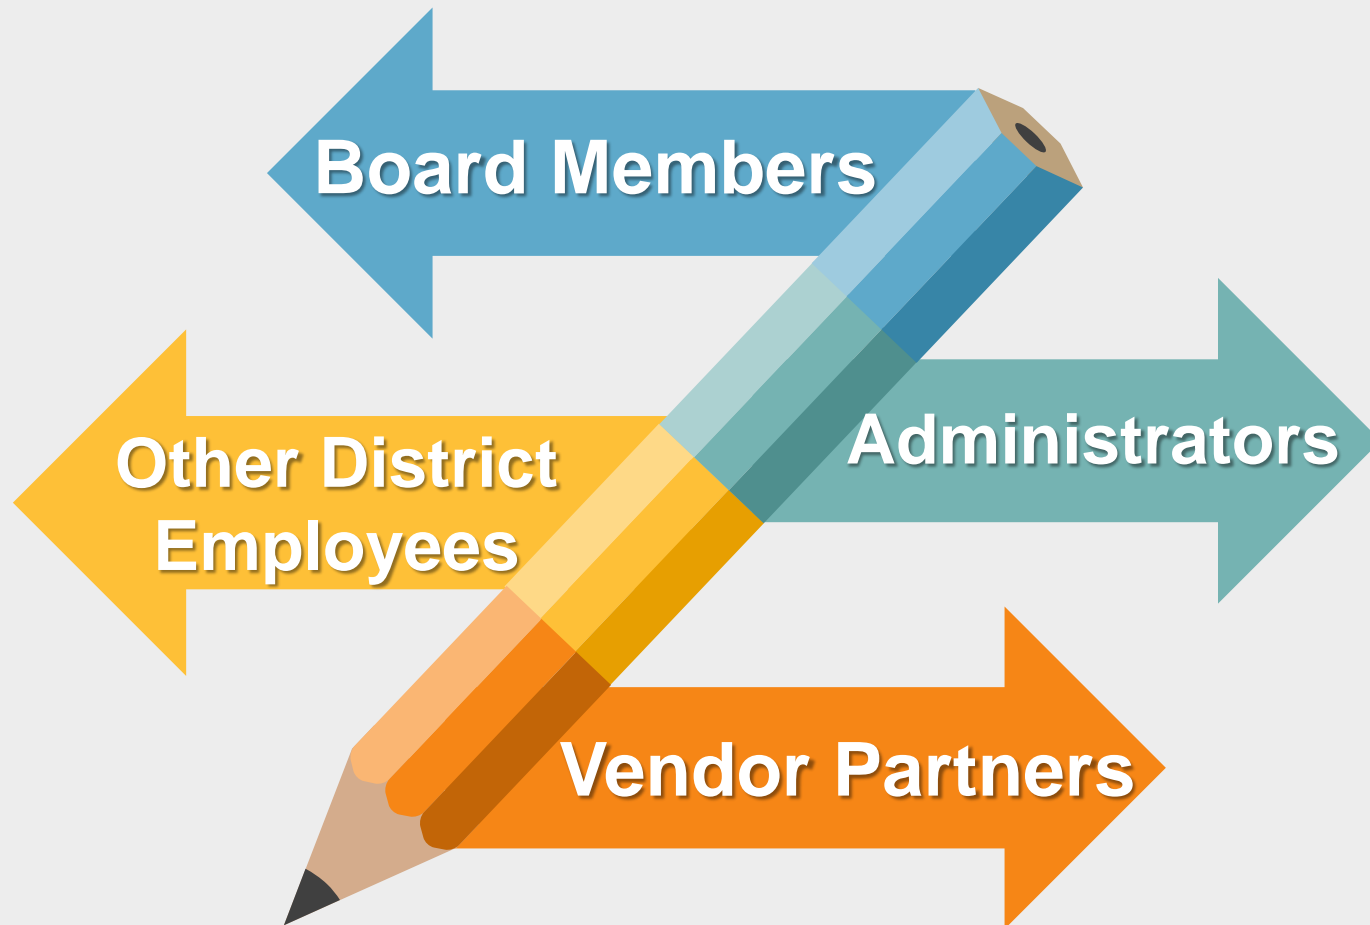 Board Members
Administrators
Other District
Employees
Vendor Partners